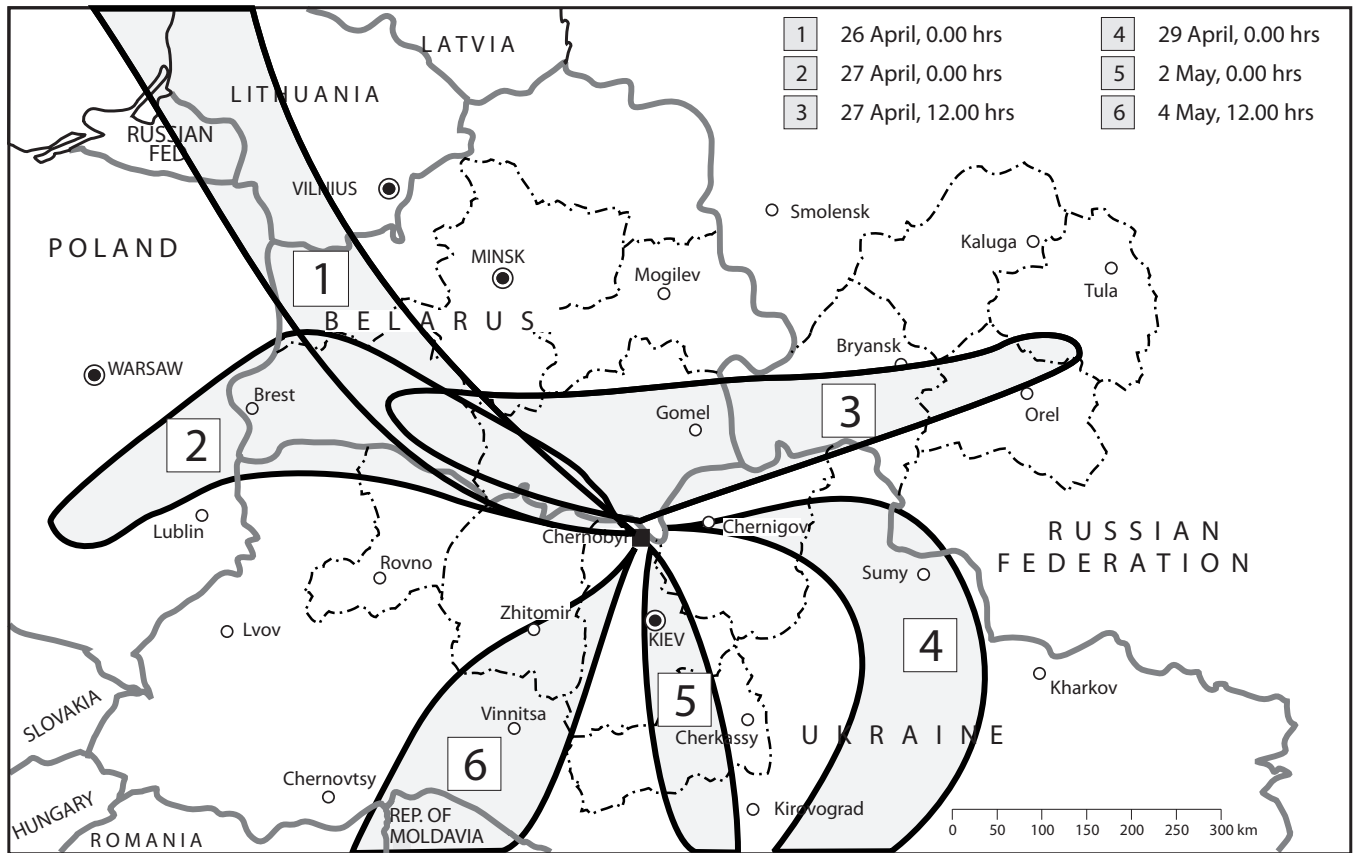 1 26 April, 0.00 hrs
2 27 April, 0.00 hrs
3 27 April, 12.00 hrs
4 29 April, 0.00 hrs
5 2 May, 0.00 hrs
6 4 May, 12.00 hrs
LATVIA
LITHUANIA
RUSSIAN
FED.
VILNIUS
Smolensk
POLAND
Kaluga
MINSK
Mogilev
Tula
1
BELARUS
Bryansk
WARSAW
Brest
Gomel
3
Orel
2
Lublin
Chernobyl
Chernigov
RUSSIAN
FEDERATION
Rovno
Sumy
Zhitomir
Lvov
KIEV
4
Kharkov
5
SLOVAKIA
Vinnitsa
Cherkassy
UKRAINE
6
Chernovtsy
HUNGARY
REP. OF
MOLDAVIA
Kirovograd
ROMANIA
0 50 100 150 200 250 300 km